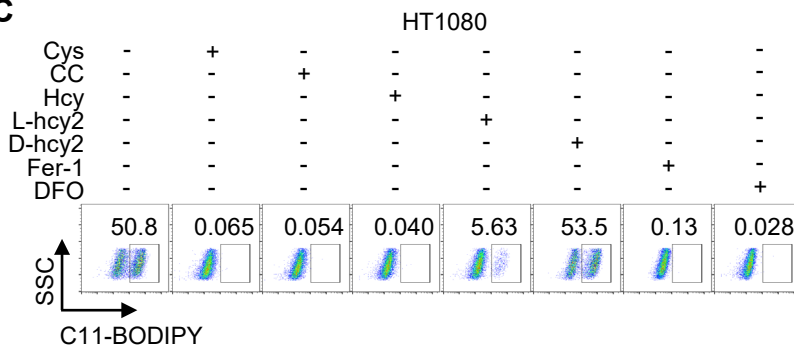 C
HT1080
Cys - + - - - - - -
CC - - + - - - - -
Hcy - - - + - - - -
L-hcy2 - - - - + - - -
D-hcy2 - - - - - + - -
Fer-1 - - - - - - + -
DFO - - - - - - - +
50.8 0.065 0.054 0.040 5.63 53.5 0.13 0.028
SSC
C11-BODIPY